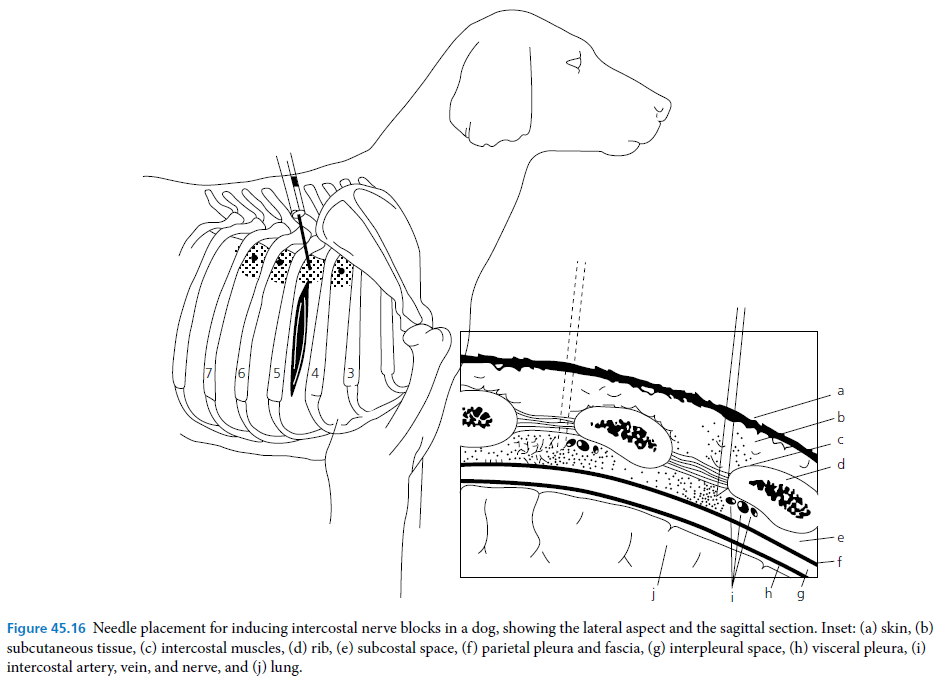 7 6 5 4 3
a
b
c
d
e
f
j i h g
Figure 45.16 Needle placement for inducing intercostal nerve blocks in a dog, showing the lateral aspect and the sagittal section. Inset: (a) skin, (b)
subcutaneous tissue, (c) intercostal muscles, (d) rib, (e) subcostal space, (f) parietal pleura and fascia, (g) interpleural space, (h) visceral pleura, (i)
intercostal artery, vein, and nerve, and (j) lung.